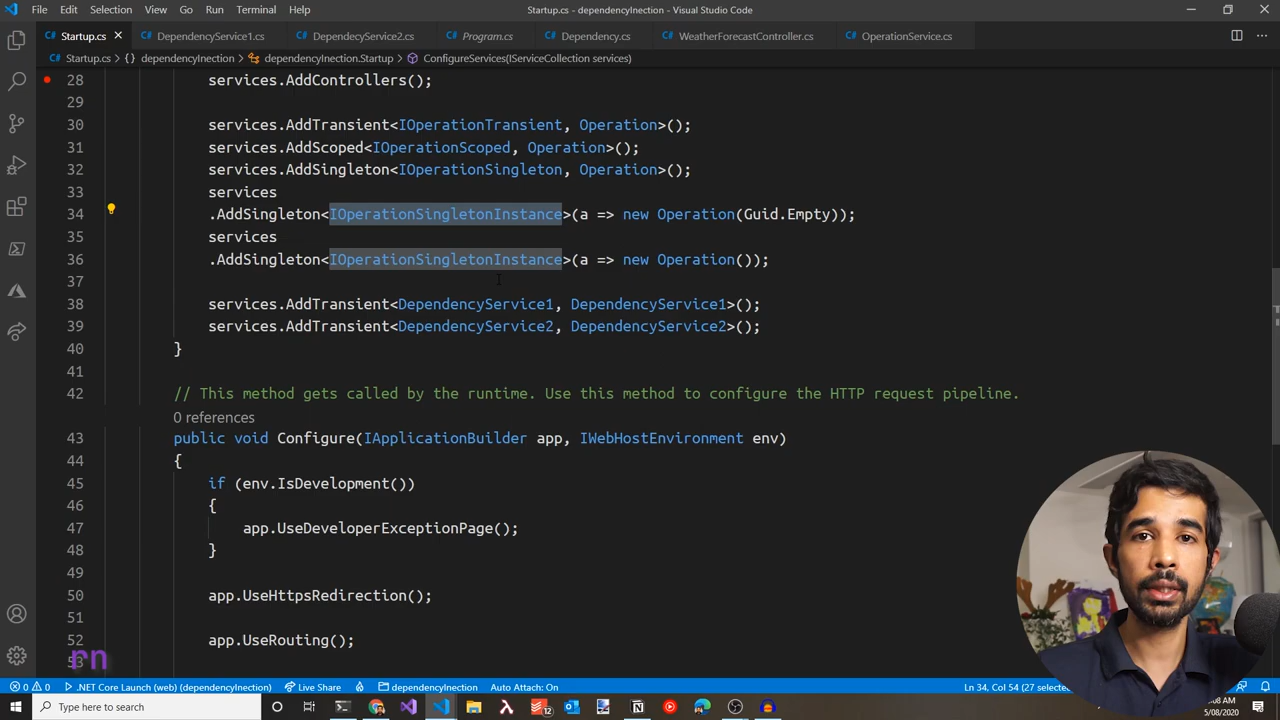 File Edit Selection View Go Run Terminal Help
Startup.cs - dependencyInection - Visual Studio Code
Startup.cs DependencyService1.cs DependecyService2.cs Program.cs Dependency.cs WeatherForecastController.cs OperationService.cs
Startup.cs > {} dependencyInection > dependencyInection.Startup > ConfigureServices(IServiceCollection services)
28 services.AddControllers();
29
30 services.AddTransient<IOperationTransient, Operation>();
31 services.AddScoped<IOperationScoped, Operation>();
32 services.AddSingleton<IOperationSingleton, Operation>();
33 services
34 .AddSingleton<IOperationSingletonInstance>(a => new Operation(Guid.Empty));
35 services
36 .AddSingleton<IOperationSingletonInstance>(a => new Operation());
37
38 services.AddTransient<DependencyService1, DependencyService1>();
39 services.AddTransient<DependencyService2, DependencyService2>();
40 }
41
42 // This method gets called by the runtime. Use this method to configure the HTTP request pipeline.
0 references
43 public void Configure(IApplicationBuilder app, IWebHostEnvironment env)
44 {
45 if (env.IsDevelopment())
46 {
47 app.UseDeveloperExceptionPage();
48 }
49
50 app.UseHttpsRedirection();
51
52 app.UseRouting();
53
rn
0 0 .NET Core Launch (web) (dependencyInection) Live Share dependencyInection Auto Attach: On Ln 34, Col 54 (27 selected
Type here to search
12
5/08/2020